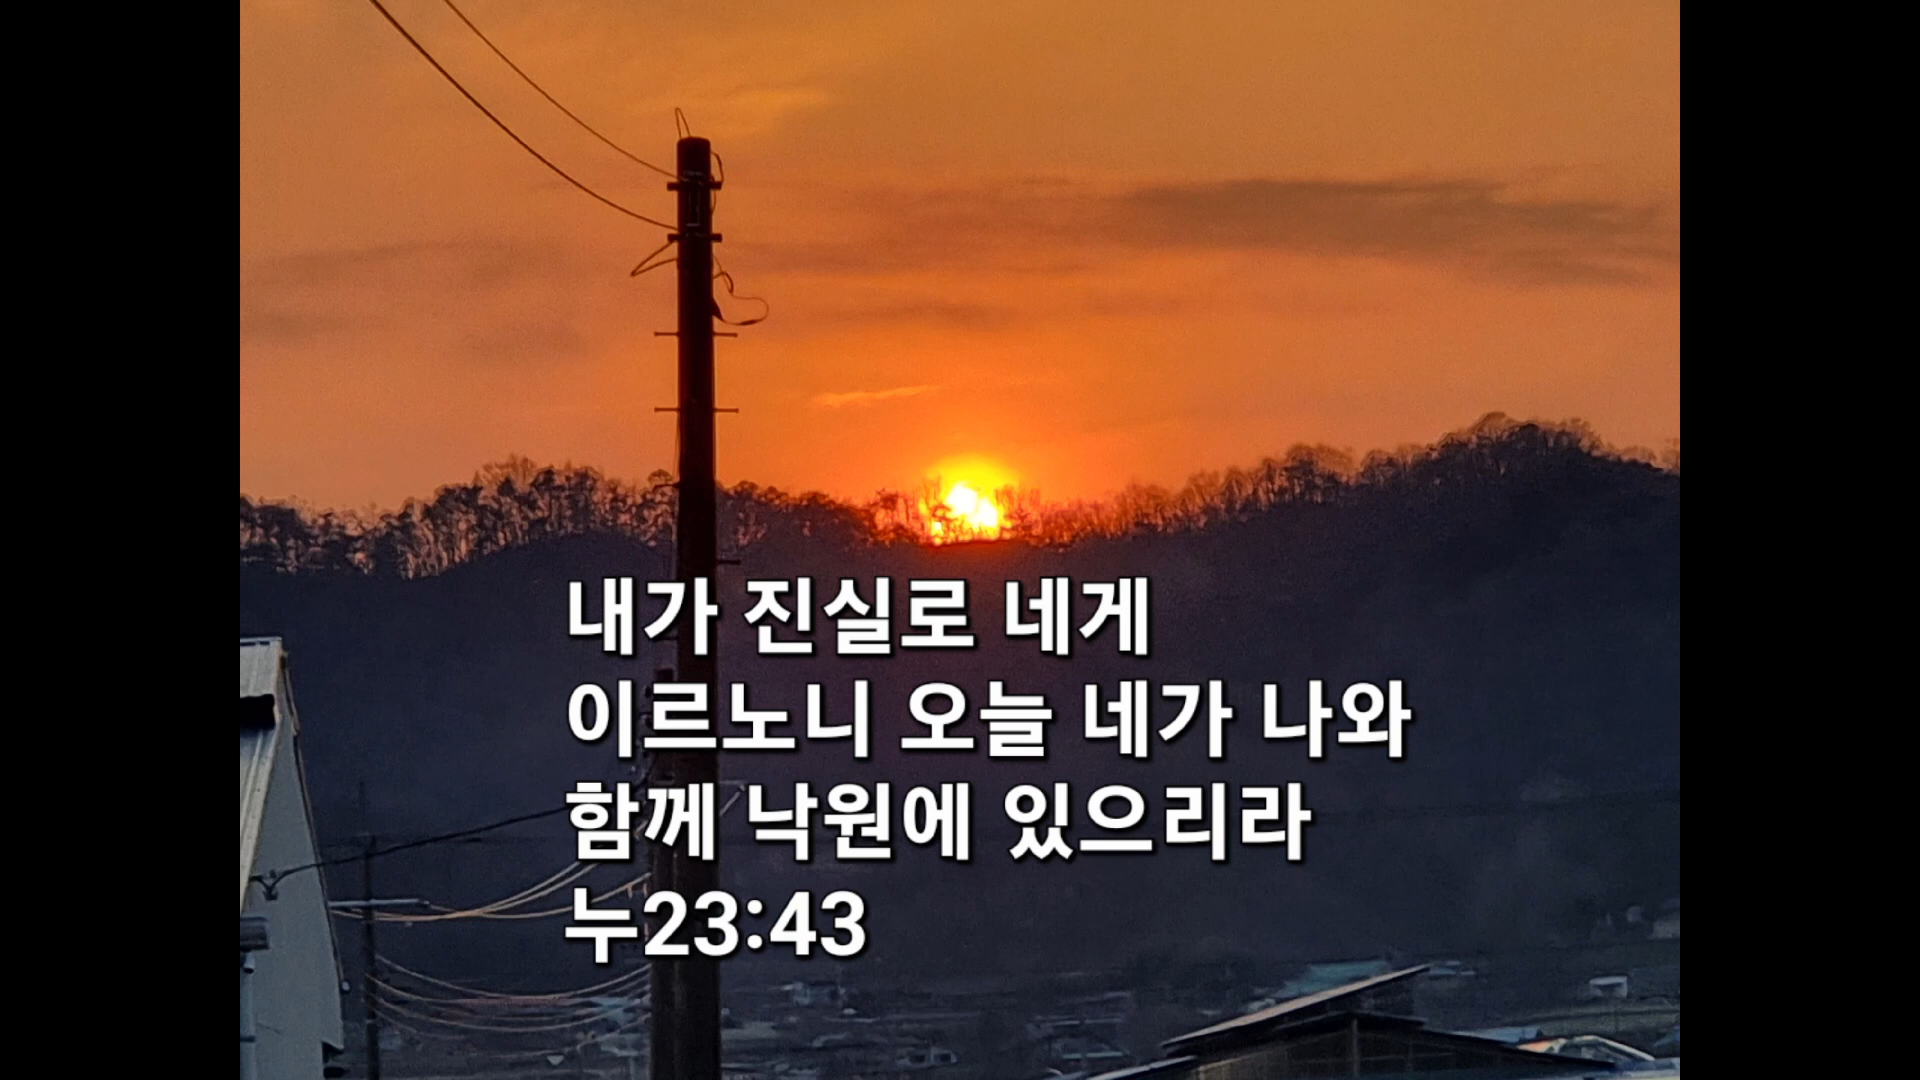 내가 진실로 네게
이르노니 오늘 네가 나와
함께 낙원에 있으리라
누23:43